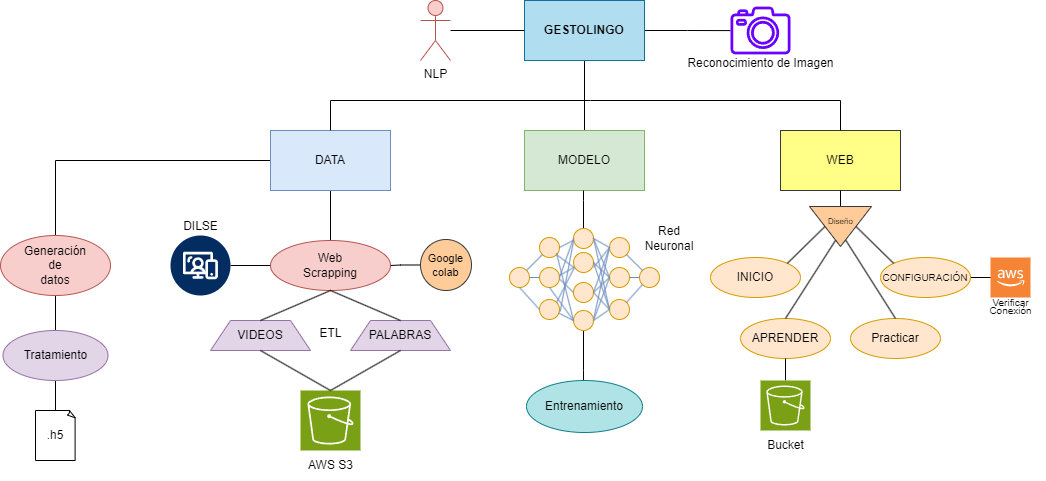 GESTOLINGO
NLP
Reconocimiento de Imagen
DATA
MODELO
WEB
Generación
de
datos
DILSE
Web
Scrapping
Google
colab
Red
Neuronal
Diseño
INICIO
CONFIGURACIÓN
aws
Verificar
Conexión
VIDEOS
ETL
PALABRAS
APRENDER
Practicar
Tratamiento
Entrenamiento
.h5
Bucket
AWS S3